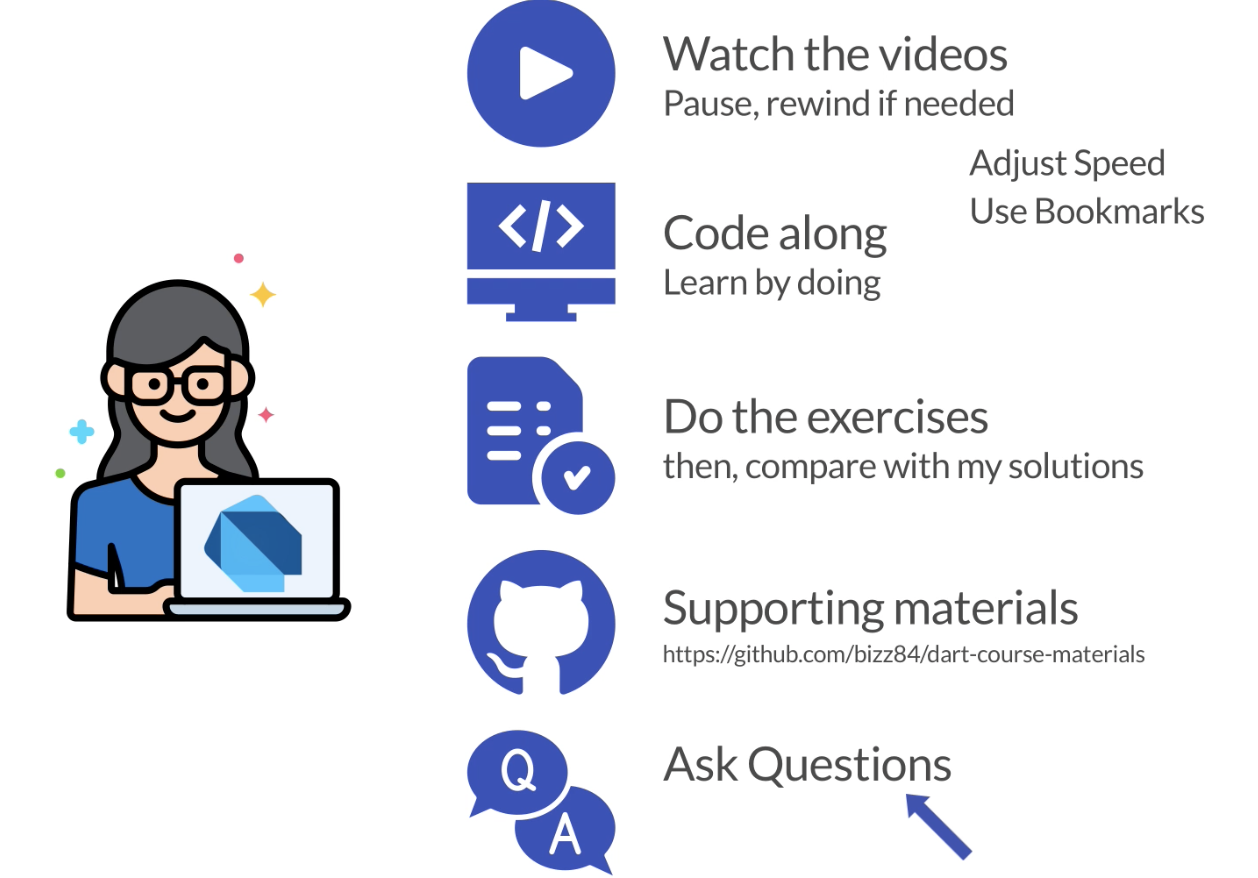 Watch the videos
Pause, rewind if needed
Adjust Speed
Use Bookmarks
</>
Code along
Learn by doing
Do the exercises
then, compare with my solutions
Supporting materials
https://github.com/bizz84/dart-course-materials
Q
A
Ask Questions